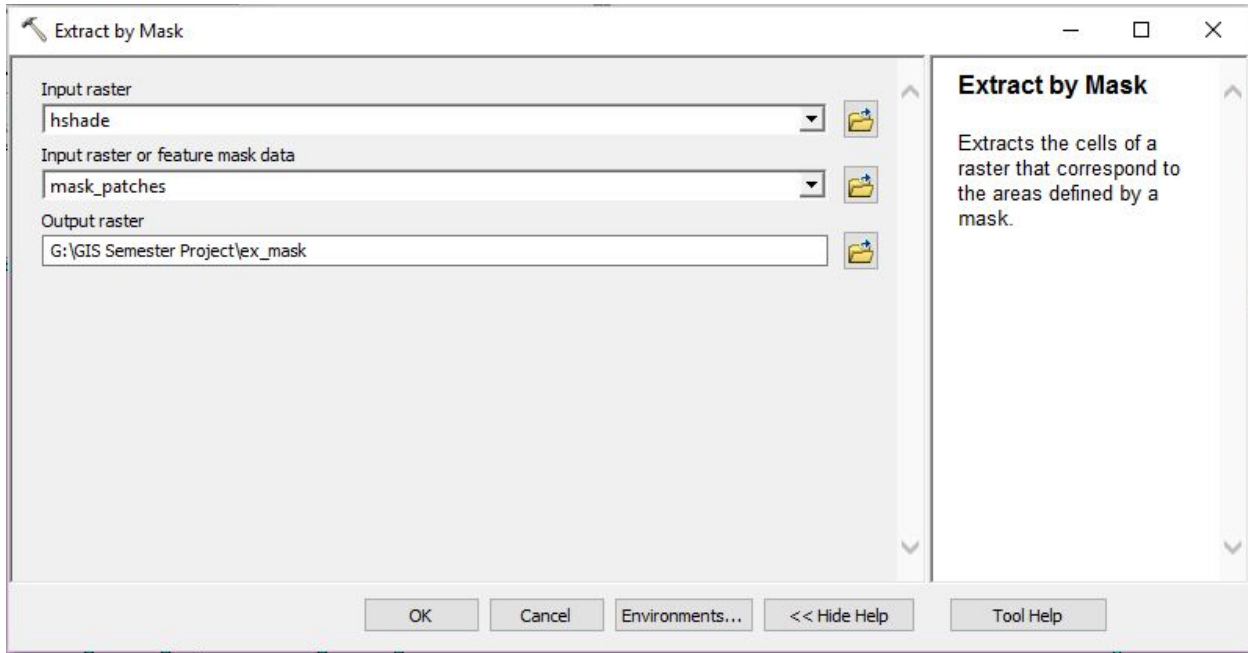 Extract by Mask
Input raster
hshade
Input raster or feature mask data
mask_patches
Output raster
G:\GIS Semester Project\ex_mask
Extract by Mask
Extracts the cells of a
raster that correspond to
the areas defined by a
mask.
OK
Cancel
Environments...
<< Hide Help
Tool Help